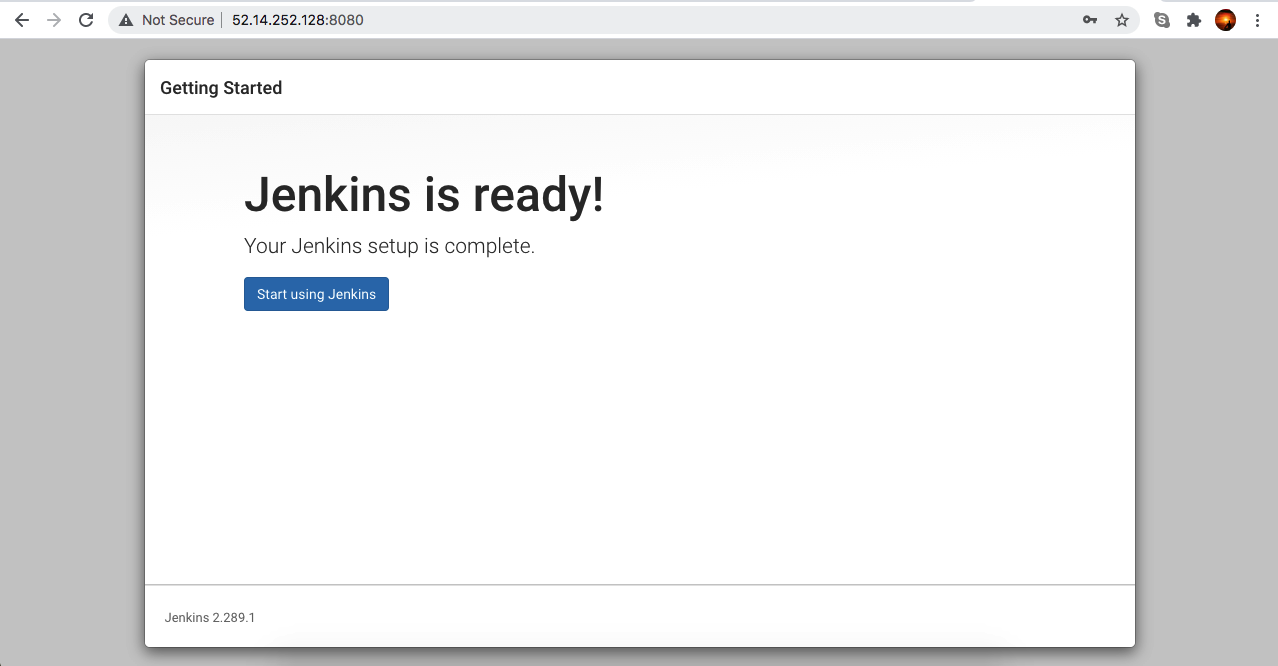 Not Secure | 52.14.252.128:8080
Getting Started
Jenkins is ready!
Your Jenkins setup is complete.
Start using Jenkins
Jenkins 2.289.1